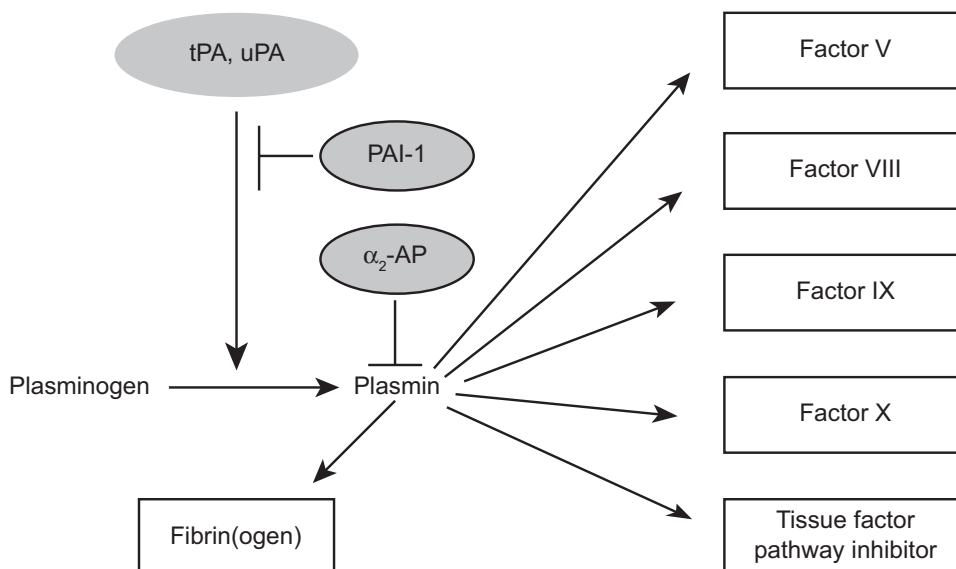 tPA, uPA
Factor V
PAI-1
Factor VIII
α₂-AP
Factor IX
Plasminogen
Plasmin
Factor X
Fibrin(ogen)
Tissue factor
pathway inhibitor